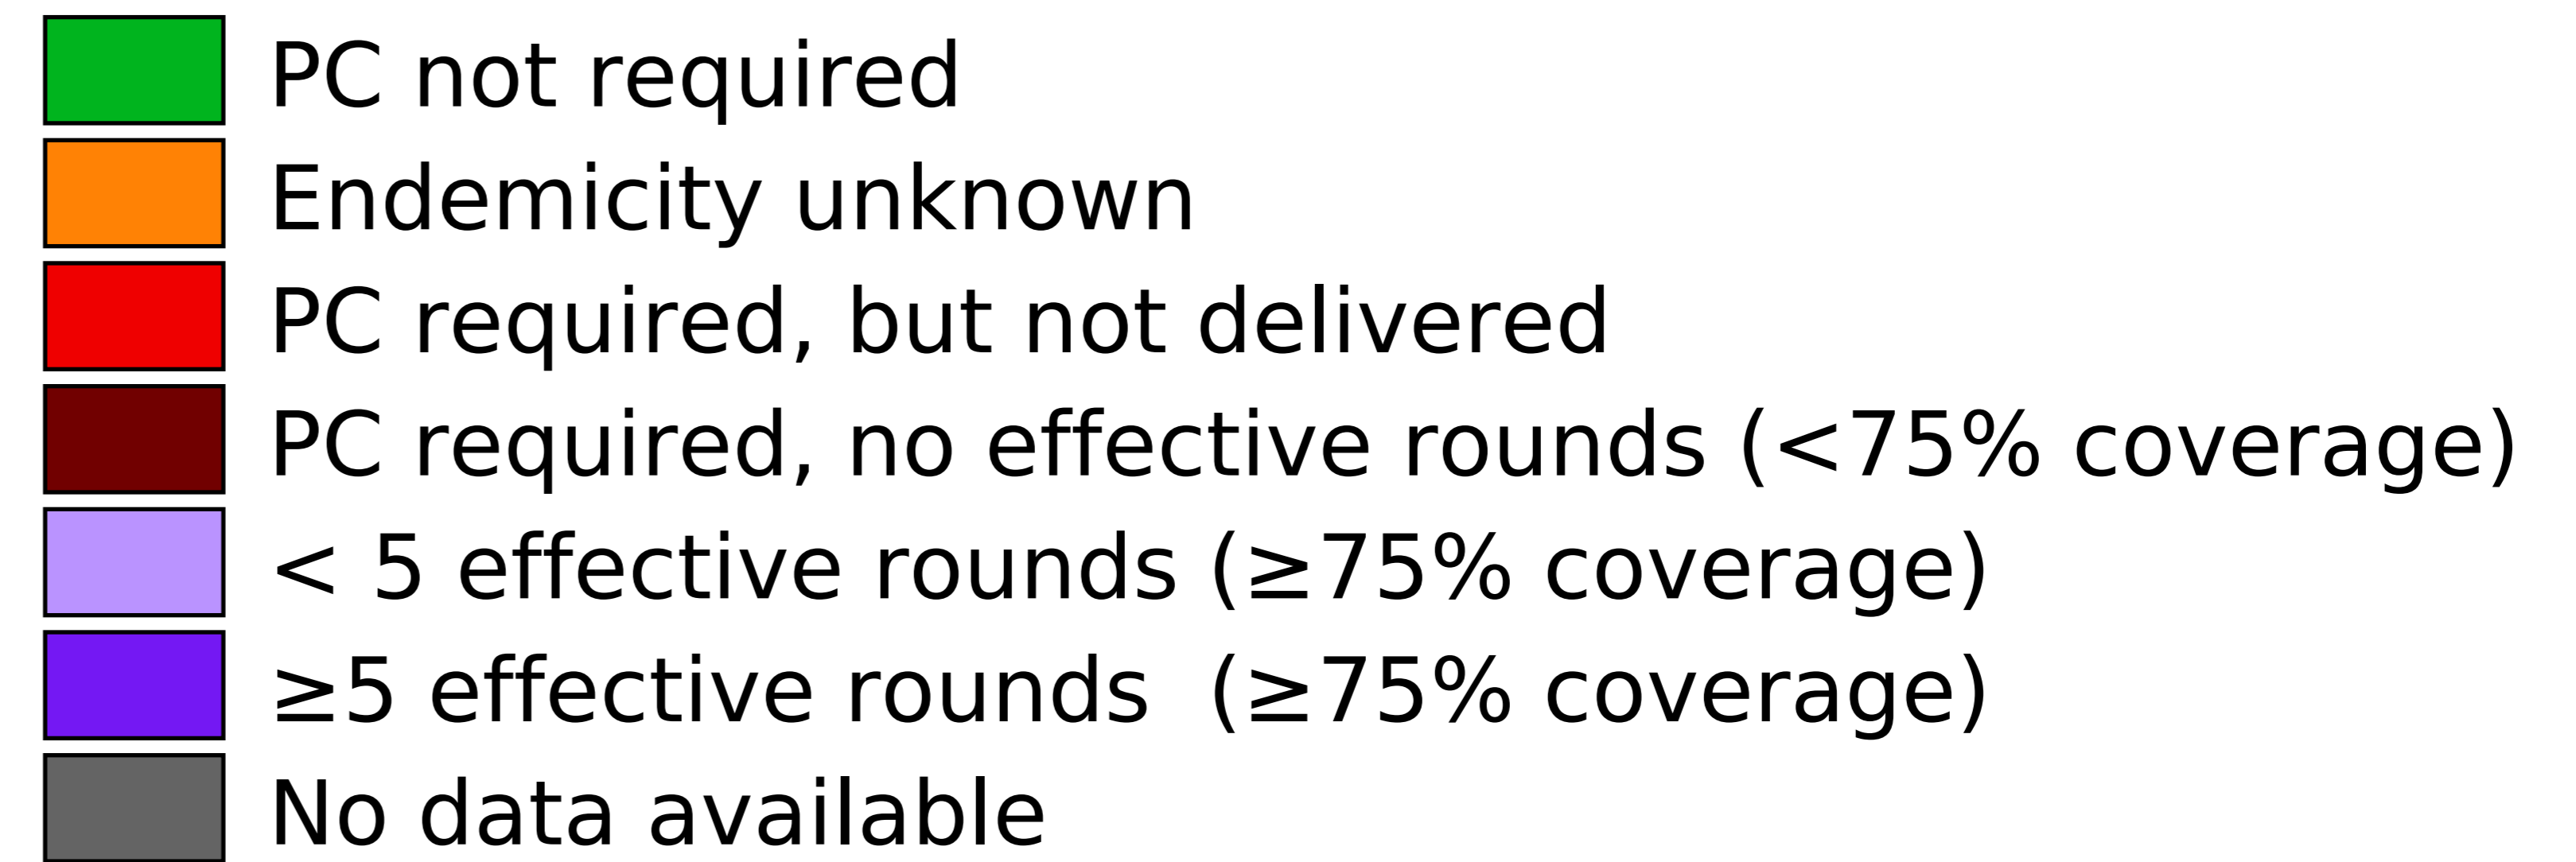 PC not required
Endemicity unknown
PC required, but not delivered
PC required, no effective rounds (<75% coverage)
< 5 effective rounds (≥75% coverage)
≥5 effective rounds  (≥75% coverage)
No data available